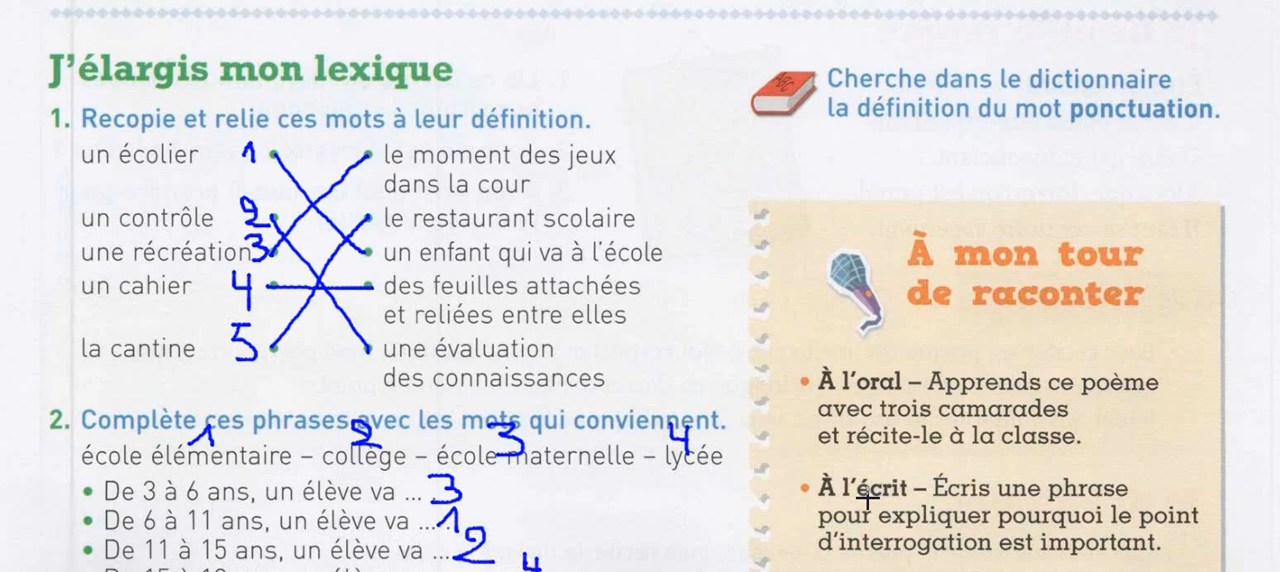 J'élargis mon lexique
1. Recopie et relie ces mots à leur définition.
un écolier 1 • • le moment des jeux
dans la cour
un contrôle 2 • • le restaurant scolaire
une récréation 3 • • un enfant qui va à l'école
un cahier 4 • • des feuilles attachées
et reliées entre elles
la cantine 5 • • une évaluation
des connaissances
2. Complète ces phrases avec les mots qui conviennent.
1 2 3 4
école élémentaire – collège – école maternelle – lycée
• De 3 à 6 ans, un élève va ... 3
• De 6 à 11 ans, un élève va ... 1
• De 11 à 15 ans, un élève va ... 2
4
ABC
Cherche dans le dictionnaire
la définition du mot ponctuation.
À mon tour
de raconter
• À l'oral – Apprends ce poème
avec trois camarades
et récite-le à la classe.
• À l'écrit – Écris une phrase
pour expliquer pourquoi le point
d'interrogation est important.